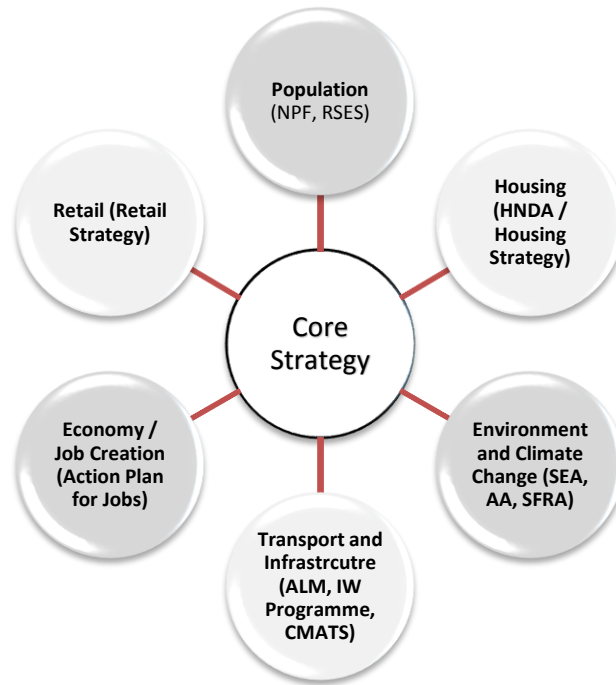 Population
(NPF, RSES)
Retail (Retail
Strategy)
Housing
(HNDA /
Housing
Strategy)
Core
Strategy
Economy /
Job Creation
(Action Plan
for Jobs)
Environment
and Climate
Change (SEA,
AA, SFRA)
Transport and
Infrastrcutre
(ALM, IW
Programme,
CMATS)